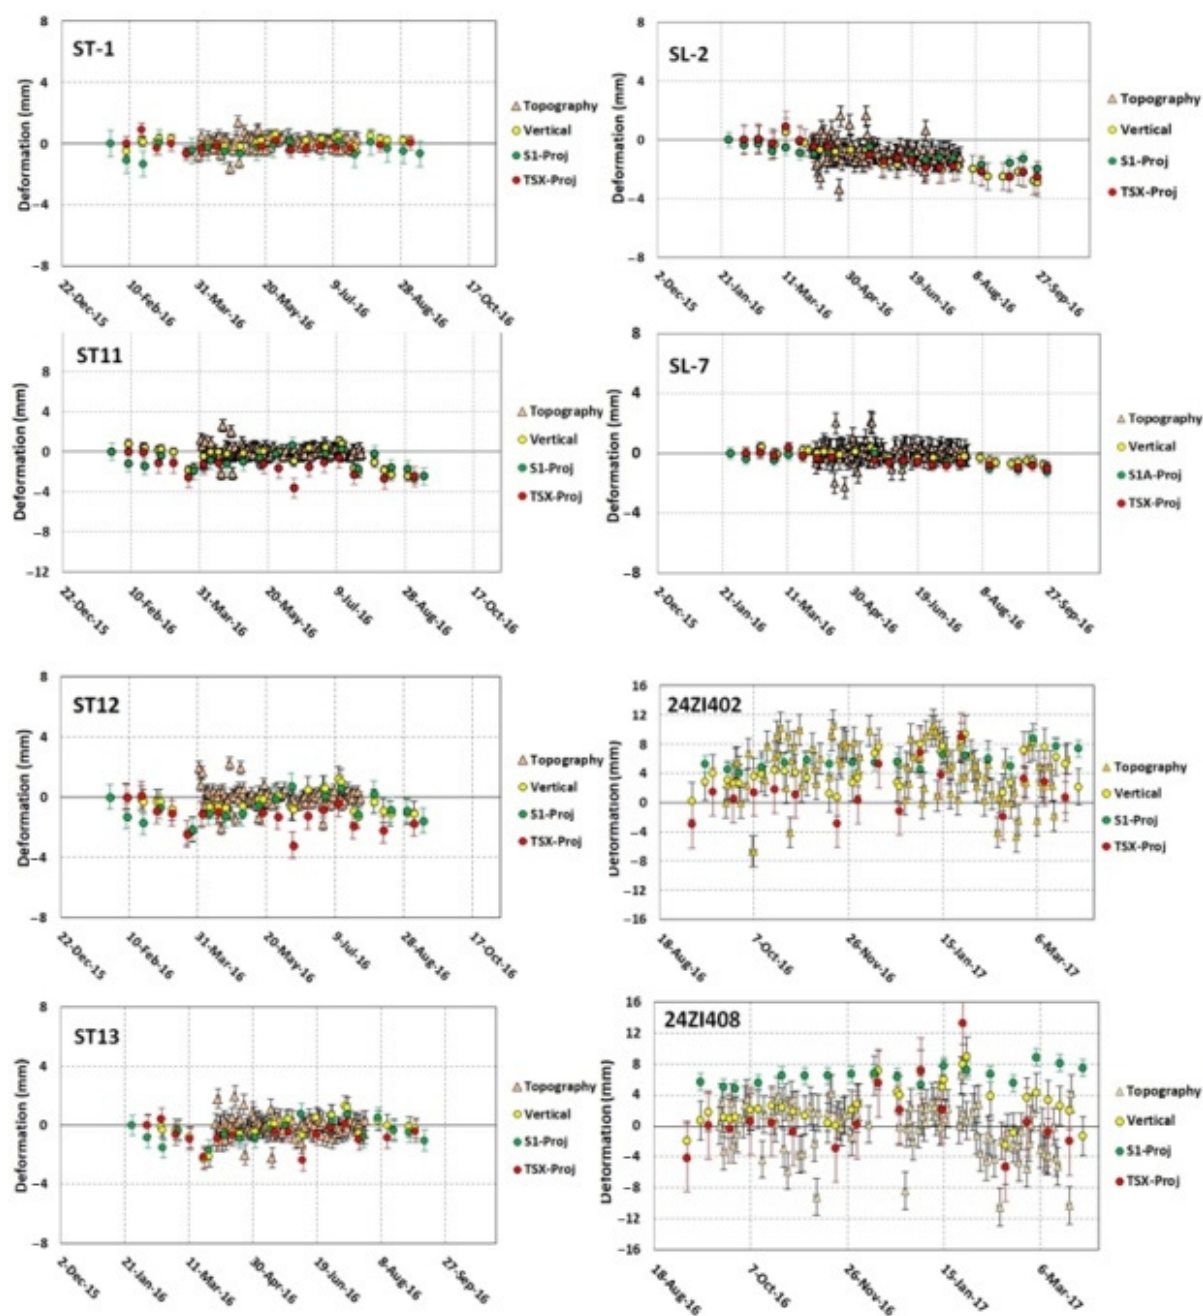 ST-1
Deformation (mm)
8
4
0
−4
−8
22-Dec-15
10-Feb-16
31-Mar-16
20-May-16
9-Jul-16
28-Aug-16
17-Oct-16
Topography
Vertical
S1-Proj
TSX-Proj
SL-2
Deformation (mm)
8
4
0
−4
−8
2-Dec-15
21-Jan-16
11-Mar-16
30-Apr-16
19-Jun-16
8-Aug-16
27-Sep-16
Topography
Vertical
S1-Proj
TSX-Proj
ST11
Deformation (mm)
8
4
0
−4
−8
−12
22-Dec-15
10-Feb-16
31-Mar-16
20-May-16
9-Jul-16
28-Aug-16
17-Oct-16
Topography
Vertical
S1-Proj
TSX-Proj
SL-7
Deformation (mm)
8
4
0
−4
−8
2-Dec-15
21-Jan-16
11-Mar-16
30-Apr-16
19-Jun-16
8-Aug-16
27-Sep-16
Topography
Vertical
S1A-Proj
TSX-Proj
ST12
Deformation (mm)
8
4
0
−4
−8
22-Dec-15
10-Feb-16
31-Mar-16
20-May-16
9-Jul-16
28-Aug-16
17-Oct-16
Topography
Vertical
S1-Proj
TSX-Proj
24ZI402
Deformation (mm)
16
12
8
4
0
−4
−8
−12
−16
18-Aug-16
7-Oct-16
26-Nov-16
15-Jan-17
6-Mar-17
Topography
Vertical
S1-Proj
TSX-Proj
ST13
Deformation (mm)
8
4
0
−4
−8
2-Dec-15
21-Jan-16
11-Mar-16
30-Apr-16
19-Jun-16
8-Aug-16
27-Sep-16
Topography
Vertical
S1-Proj
TSX-Proj
24ZI408
Deformation (mm)
16
12
8
4
0
−4
−8
−12
−16
18-Aug-16
7-Oct-16
26-Nov-16
15-Jan-17
6-Mar-17
Topography
Vertical
S1-Proj
TSX-Proj